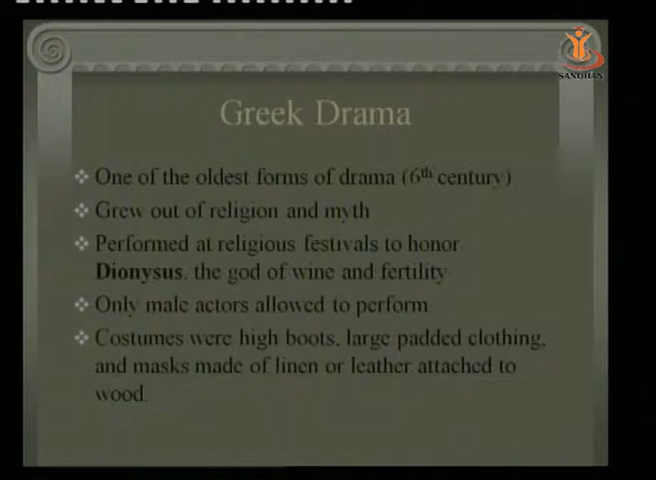 SANDHAN
Greek Drama
One of the oldest forms of drama (6th century)
Grew out of religion and myth
Performed at religious festivals to honor
Dionysus, the god of wine and fertility
Only male actors allowed to perform
Costumes were high boots, large padded clothing,
and masks made of linen or leather attached to
wood.